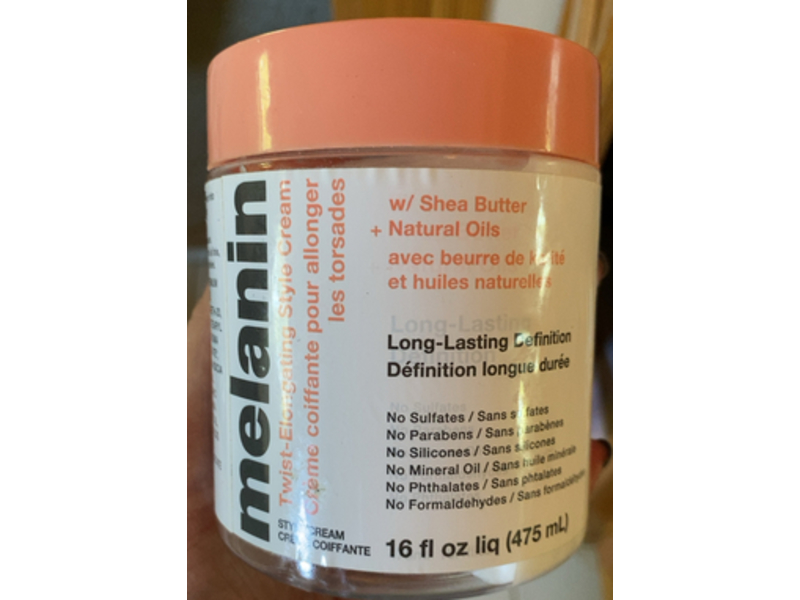 melanin
Twist-Elongating Style Cream
Crème coiffante pour allonger
les torsades
STYLE CREAM
CRÈME COIFFANTE
w/ Shea Butter
+ Natural Oils
avec beurre de karité
et huiles naturelles
Long-Lasting Definition
Définition longue durée
No Sulfates / Sans sulfates
No Parabens / Sans parabènes
No Silicones / Sans silicones
No Mineral Oil / Sans huile minérale
No Phthalates / Sans phtalates
No Formaldehydes / Sans formaldéhyde
16 fl oz liq (475 mL)